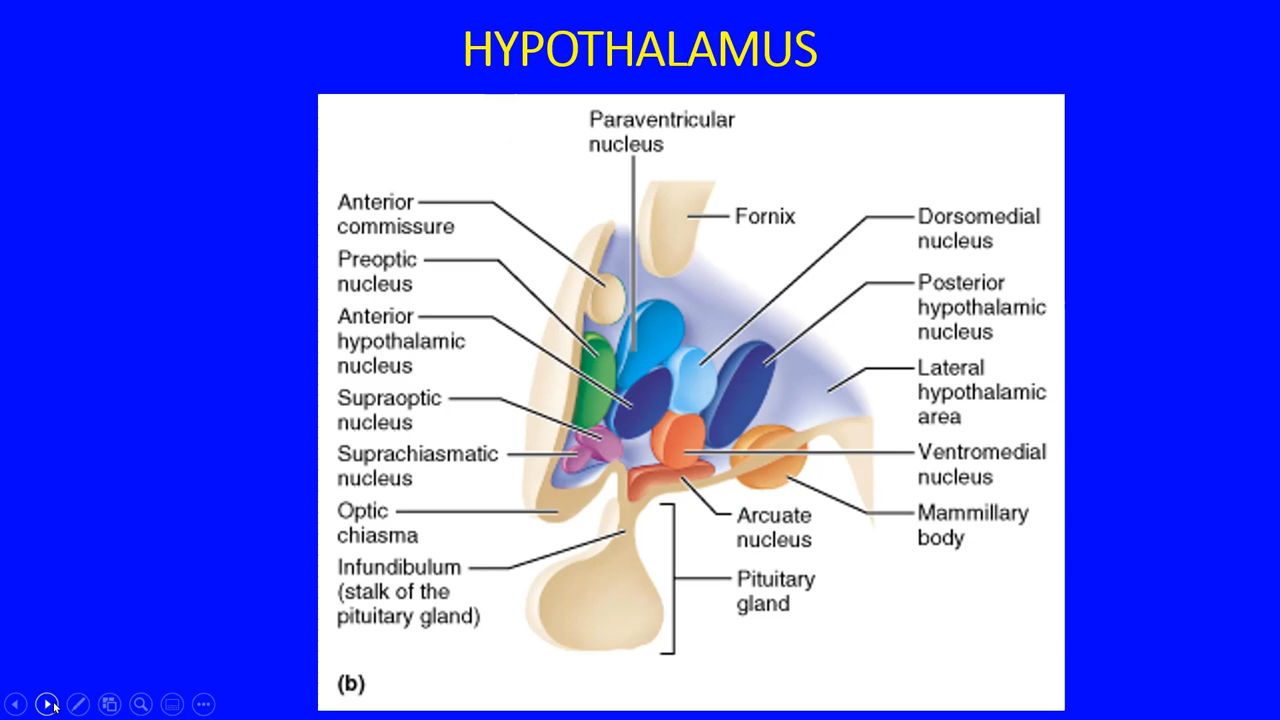 HYPOTHALAMUS
Paraventricular
nucleus
Anterior
commissure
Preoptic
nucleus
Anterior
hypothalamic
nucleus
Supraoptic
nucleus
Suprachiasmatic
nucleus
Optic
chiasma
Infundibulum
(stalk of the
pituitary gland)
Fornix
Dorsomedial
nucleus
Posterior
hypothalamic
nucleus
Lateral
hypothalamic
area
Ventromedial
nucleus
Mammillary
body
Arcuate
nucleus
Pituitary
gland
(b)